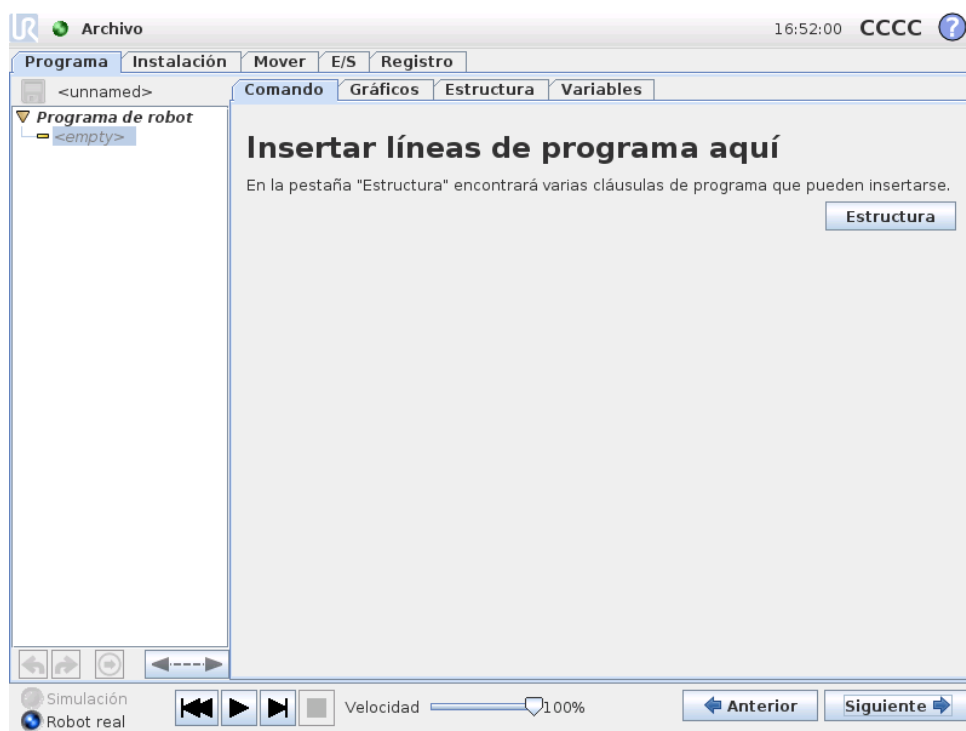 UR Archivo 16:52:00 CCCC ?
Programa Instalación Mover E/S Registro
<unnamed> Comando Gráficos Estructura Variables
Programa de robot
<empty>
Insertar líneas de programa aquí
En la pestaña "Estructura" encontrará varias cláusulas de programa que pueden insertarse.
Estructura
Simulación
Robot real
Velocidad 100% Anterior Siguiente